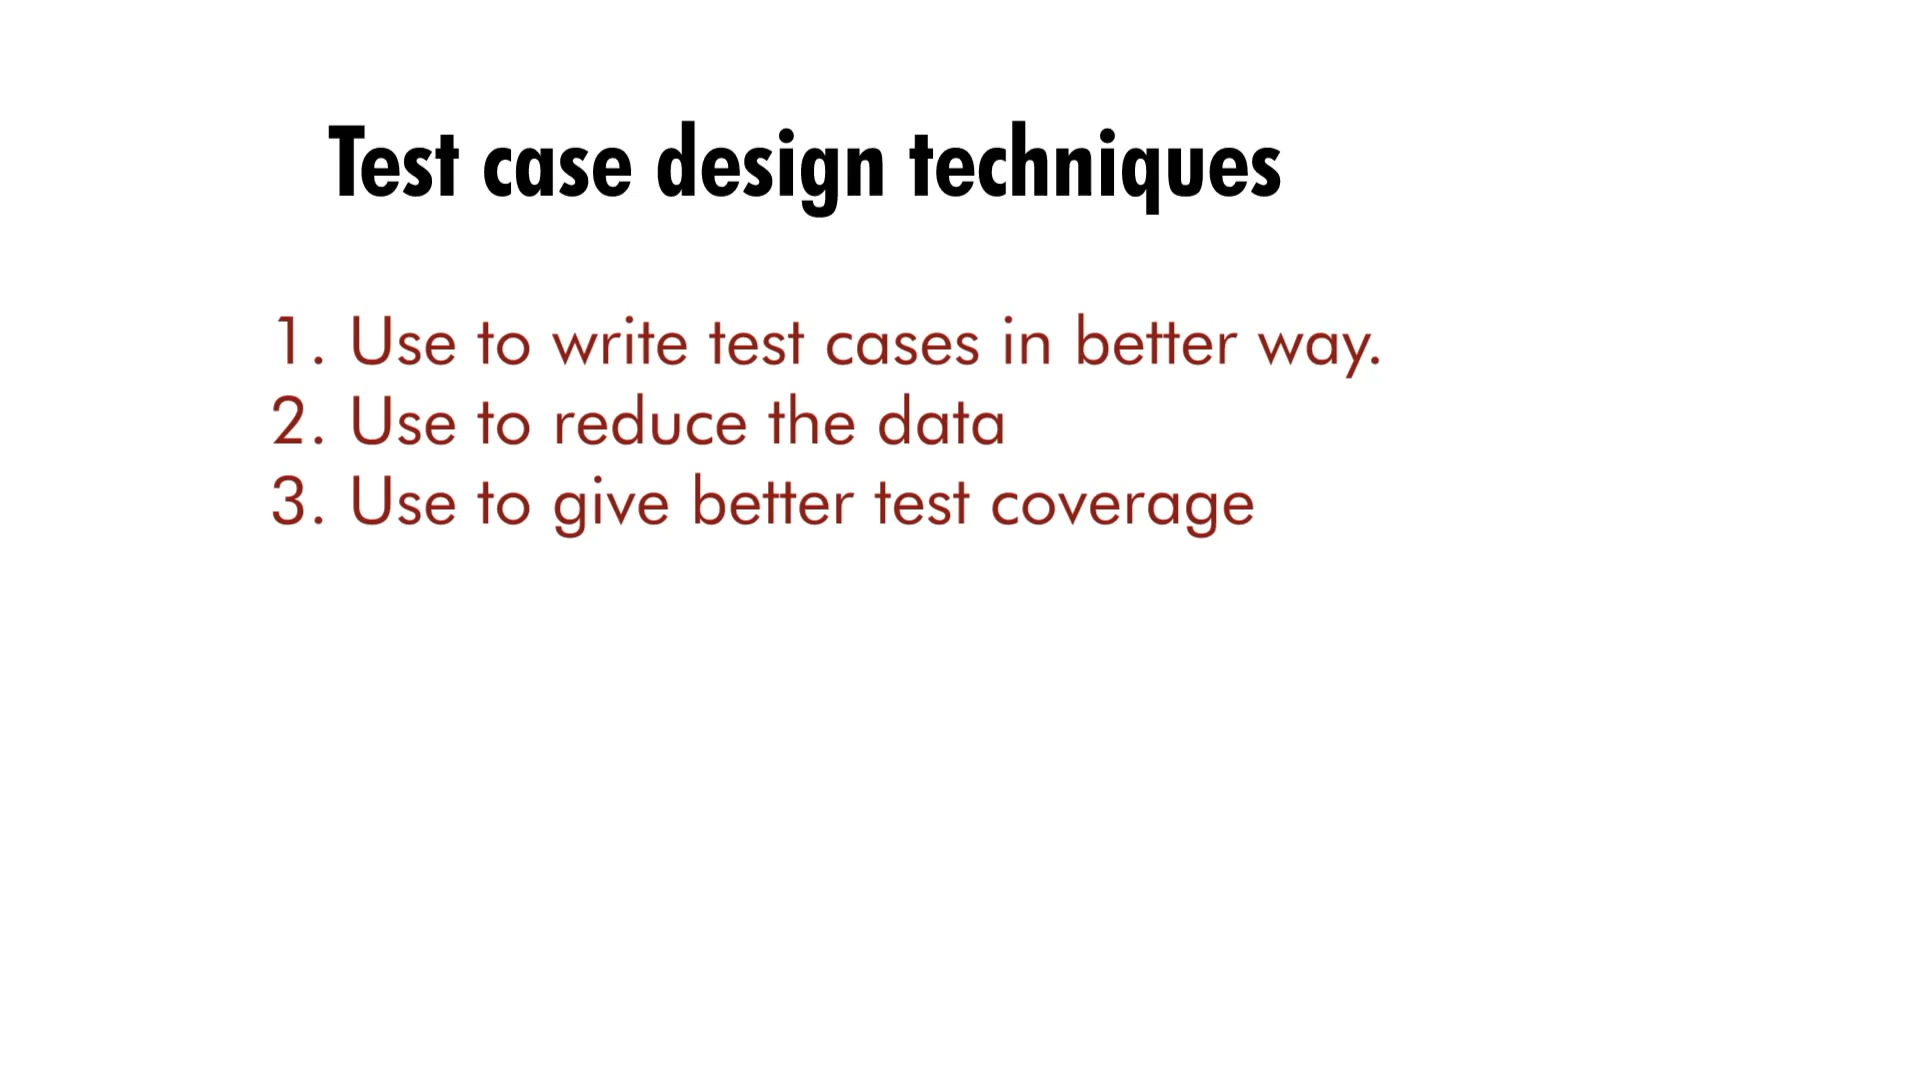 Test case design techniques
1. Use to write test cases in better way.
2. Use to reduce the data
3. Use to give better test coverage